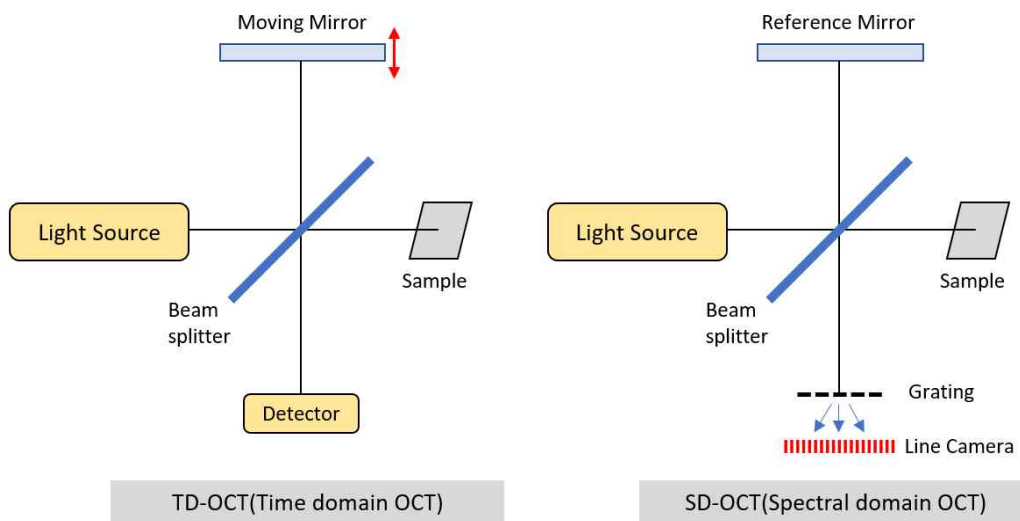 Moving Mirror
Light Source
Sample
Beam
splitter
Detector
TD-OCT(Time domain OCT)
Reference Mirror
Light Source
Sample
Beam
splitter
Grating
Line Camera
SD-OCT(Spectral domain OCT)